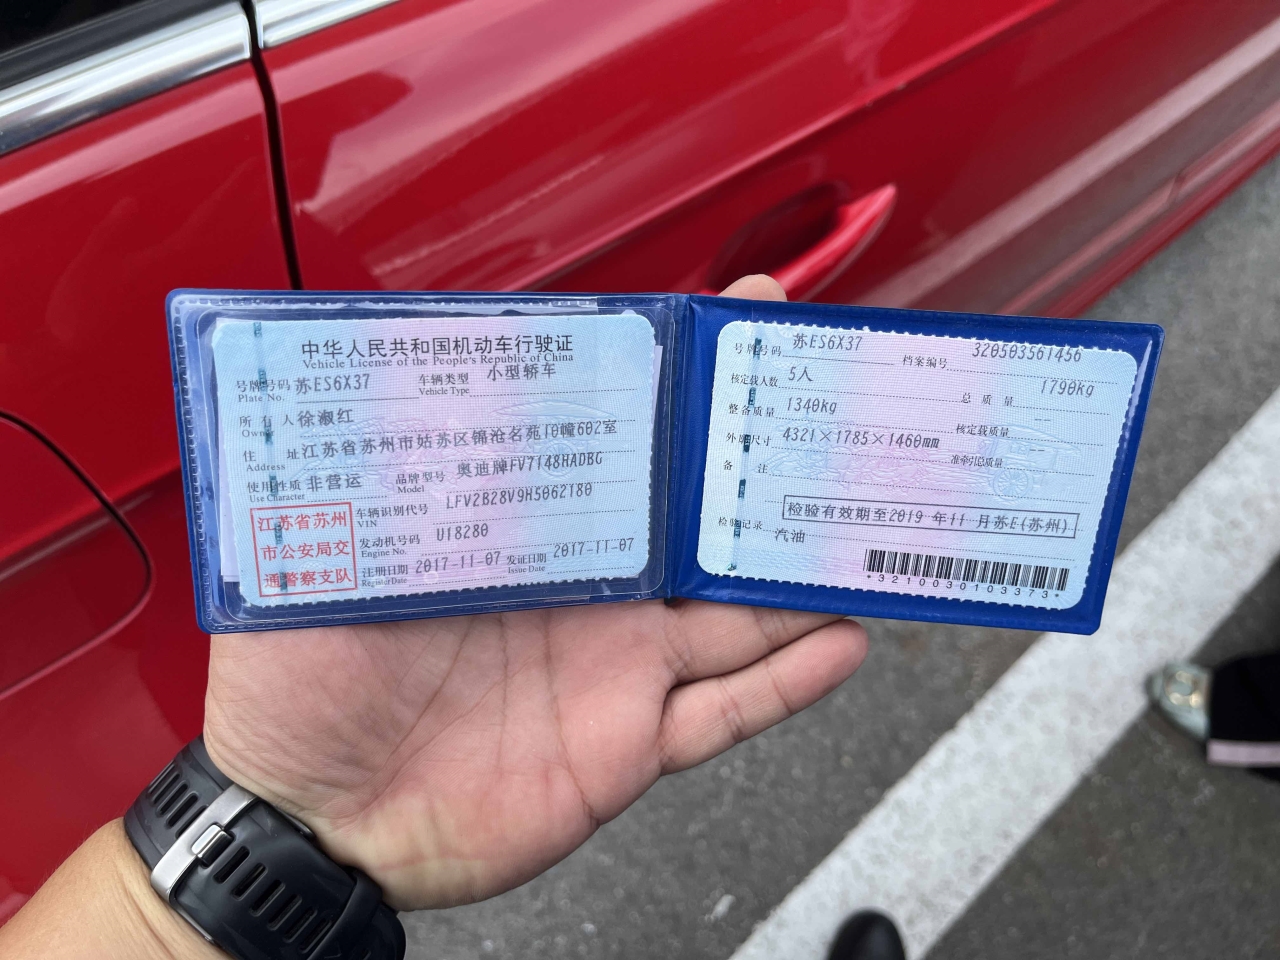 中华人民共和国机动车行驶证
Vehicle License of the People's Republic of China
号牌号码 苏ES6X37 车辆类型 小型轿车
Plate No. Vehicle Type
所有人 徐淑红
Owner
住址 江苏省苏州市姑苏区锦沧名苑10幢602室
Address
使用性质 非营运 品牌型号 奥迪牌FV7148HADBG
Use Character Model
江苏省苏州
市公安局交
通警察支队
车辆识别代号 LFV2B28V9H5062180
VIN
发动机号码 U18280
Engine No.
注册日期 2017-11-07 发证日期 2017-11-07
Register Date Issue Date
号牌号码 苏ES6X37 档案编号 320503561456
核定载人数 5人 总质量 1790kg
整备质量 1340kg 核定载质量 --
外廓尺寸 4321×1785×1460mm 准牵引总质量 --
备注
检验有效期至2019 年11 月苏E(苏州)
检验记录 汽油
*3210030103373*